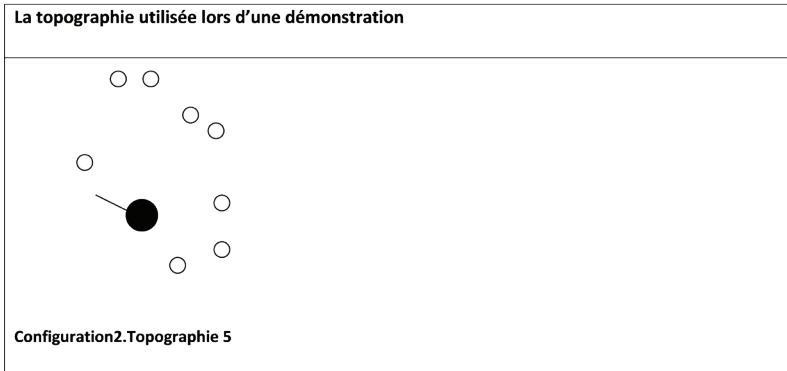 La topographie utilisée lors d’une démonstration
Configuration2.Topographie 5